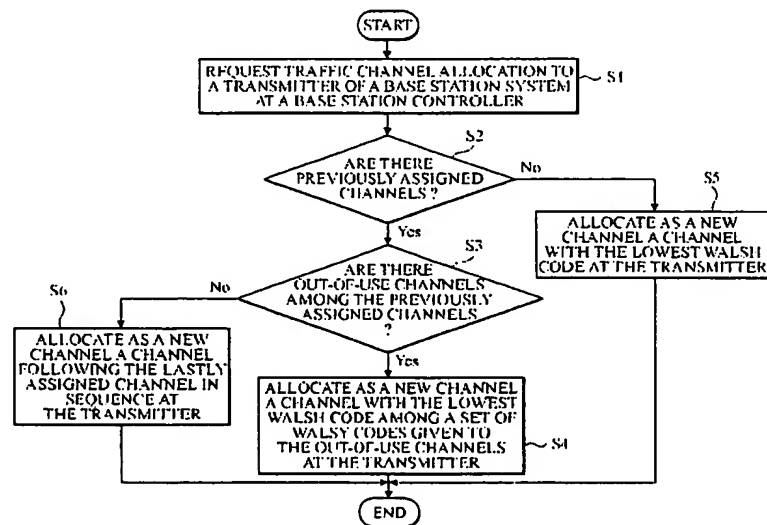 START
REQUEST TRAFFIC CHANNEL ALLOCATION TO
A TRANSMITTER OF A BASE STATION SYSTEM
AT A BASE STATION CONTROLLER
S1
S2
ARE THERE
PREVIOUSLY ASSIGNED
CHANNELS ?
No
Yes
S5
ALLOCATE AS A NEW
CHANNEL A CHANNEL
WITH THE LOWEST WALSH
CODE AT THE TRANSMITTER
S3
ARE THERE
OUT-OF-USE CHANNELS
AMONG THE PREVIOUSLY
ASSIGNED CHANNELS
?
No
Yes
S6
ALLOCATE AS A NEW
CHANNEL A CHANNEL
FOLLOWING THE LASTLY
ASSIGNED CHANNEL IN
SEQUENCE AT
THE TRANSMITTER
ALLOCATE AS A NEW CHANNEL
A CHANNEL WITH THE LOWEST
WALSH CODE AMONG A SET OF
WALSY CODES GIVEN TO
THE OUT-OF-USE CHANNELS
AT THE TRANSMITTER
S4
END